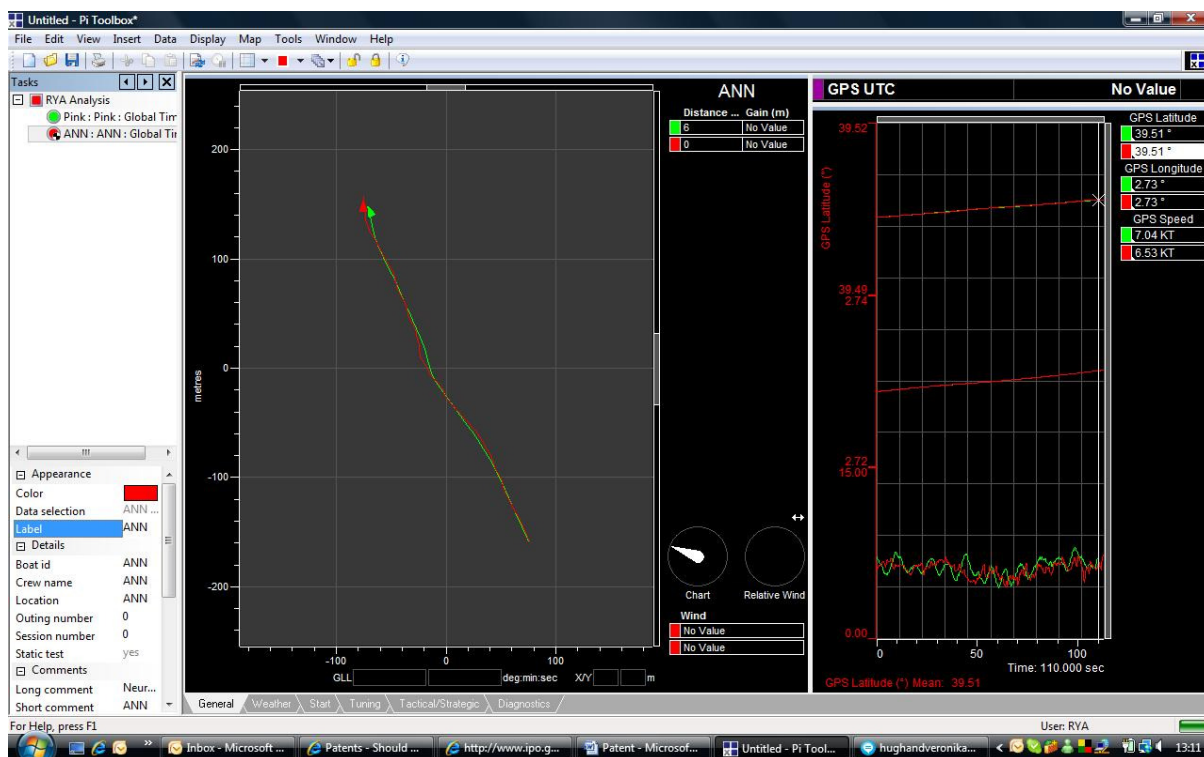 Untitled - Pi Toolbox*
File Edit View Insert Data Display Map Tools Window Help
Tasks
RYA Analysis
Pink : Pink : Global Tim
ANN : ANN : Global Tir
Appearance
Color
Data selection ANN ...
Label ANN
Details
Boat id ANN
Crew name ANN
Location ANN
Outing number 0
Session number 0
Static test yes
Comments
Long comment Neur...
Short comment ANN
metres
200
100
0
-100
-200
-100 0 100
GLL deg:min:sec X/Y m
ANN
Distance ... Gain (m)
6 No Value
0 No Value
Chart Relative Wind
Wind
No Value
No Value
General Weather Start Tuning Tactical/Strategic Diagnostics
GPS UTC No Value
39.52
GPS Latitude (°)
39.49
2.74
2.72
15.00
0.00
0 50 100
Time: 110.000 sec
GPS Latitude (°) Mean: 39.51
GPS Latitude
39.51 °
39.51 °
GPS Longitude
2.73 °
2.73 °
GPS Speed
7.04 KT
6.53 KT
For Help, press F1
User: RYA
Inbox - Microsoft ... Patents - Should ... http://www.ipo.g... Patent - Microsof... Untitled - Pi Tool... hughandveronika... 13:11